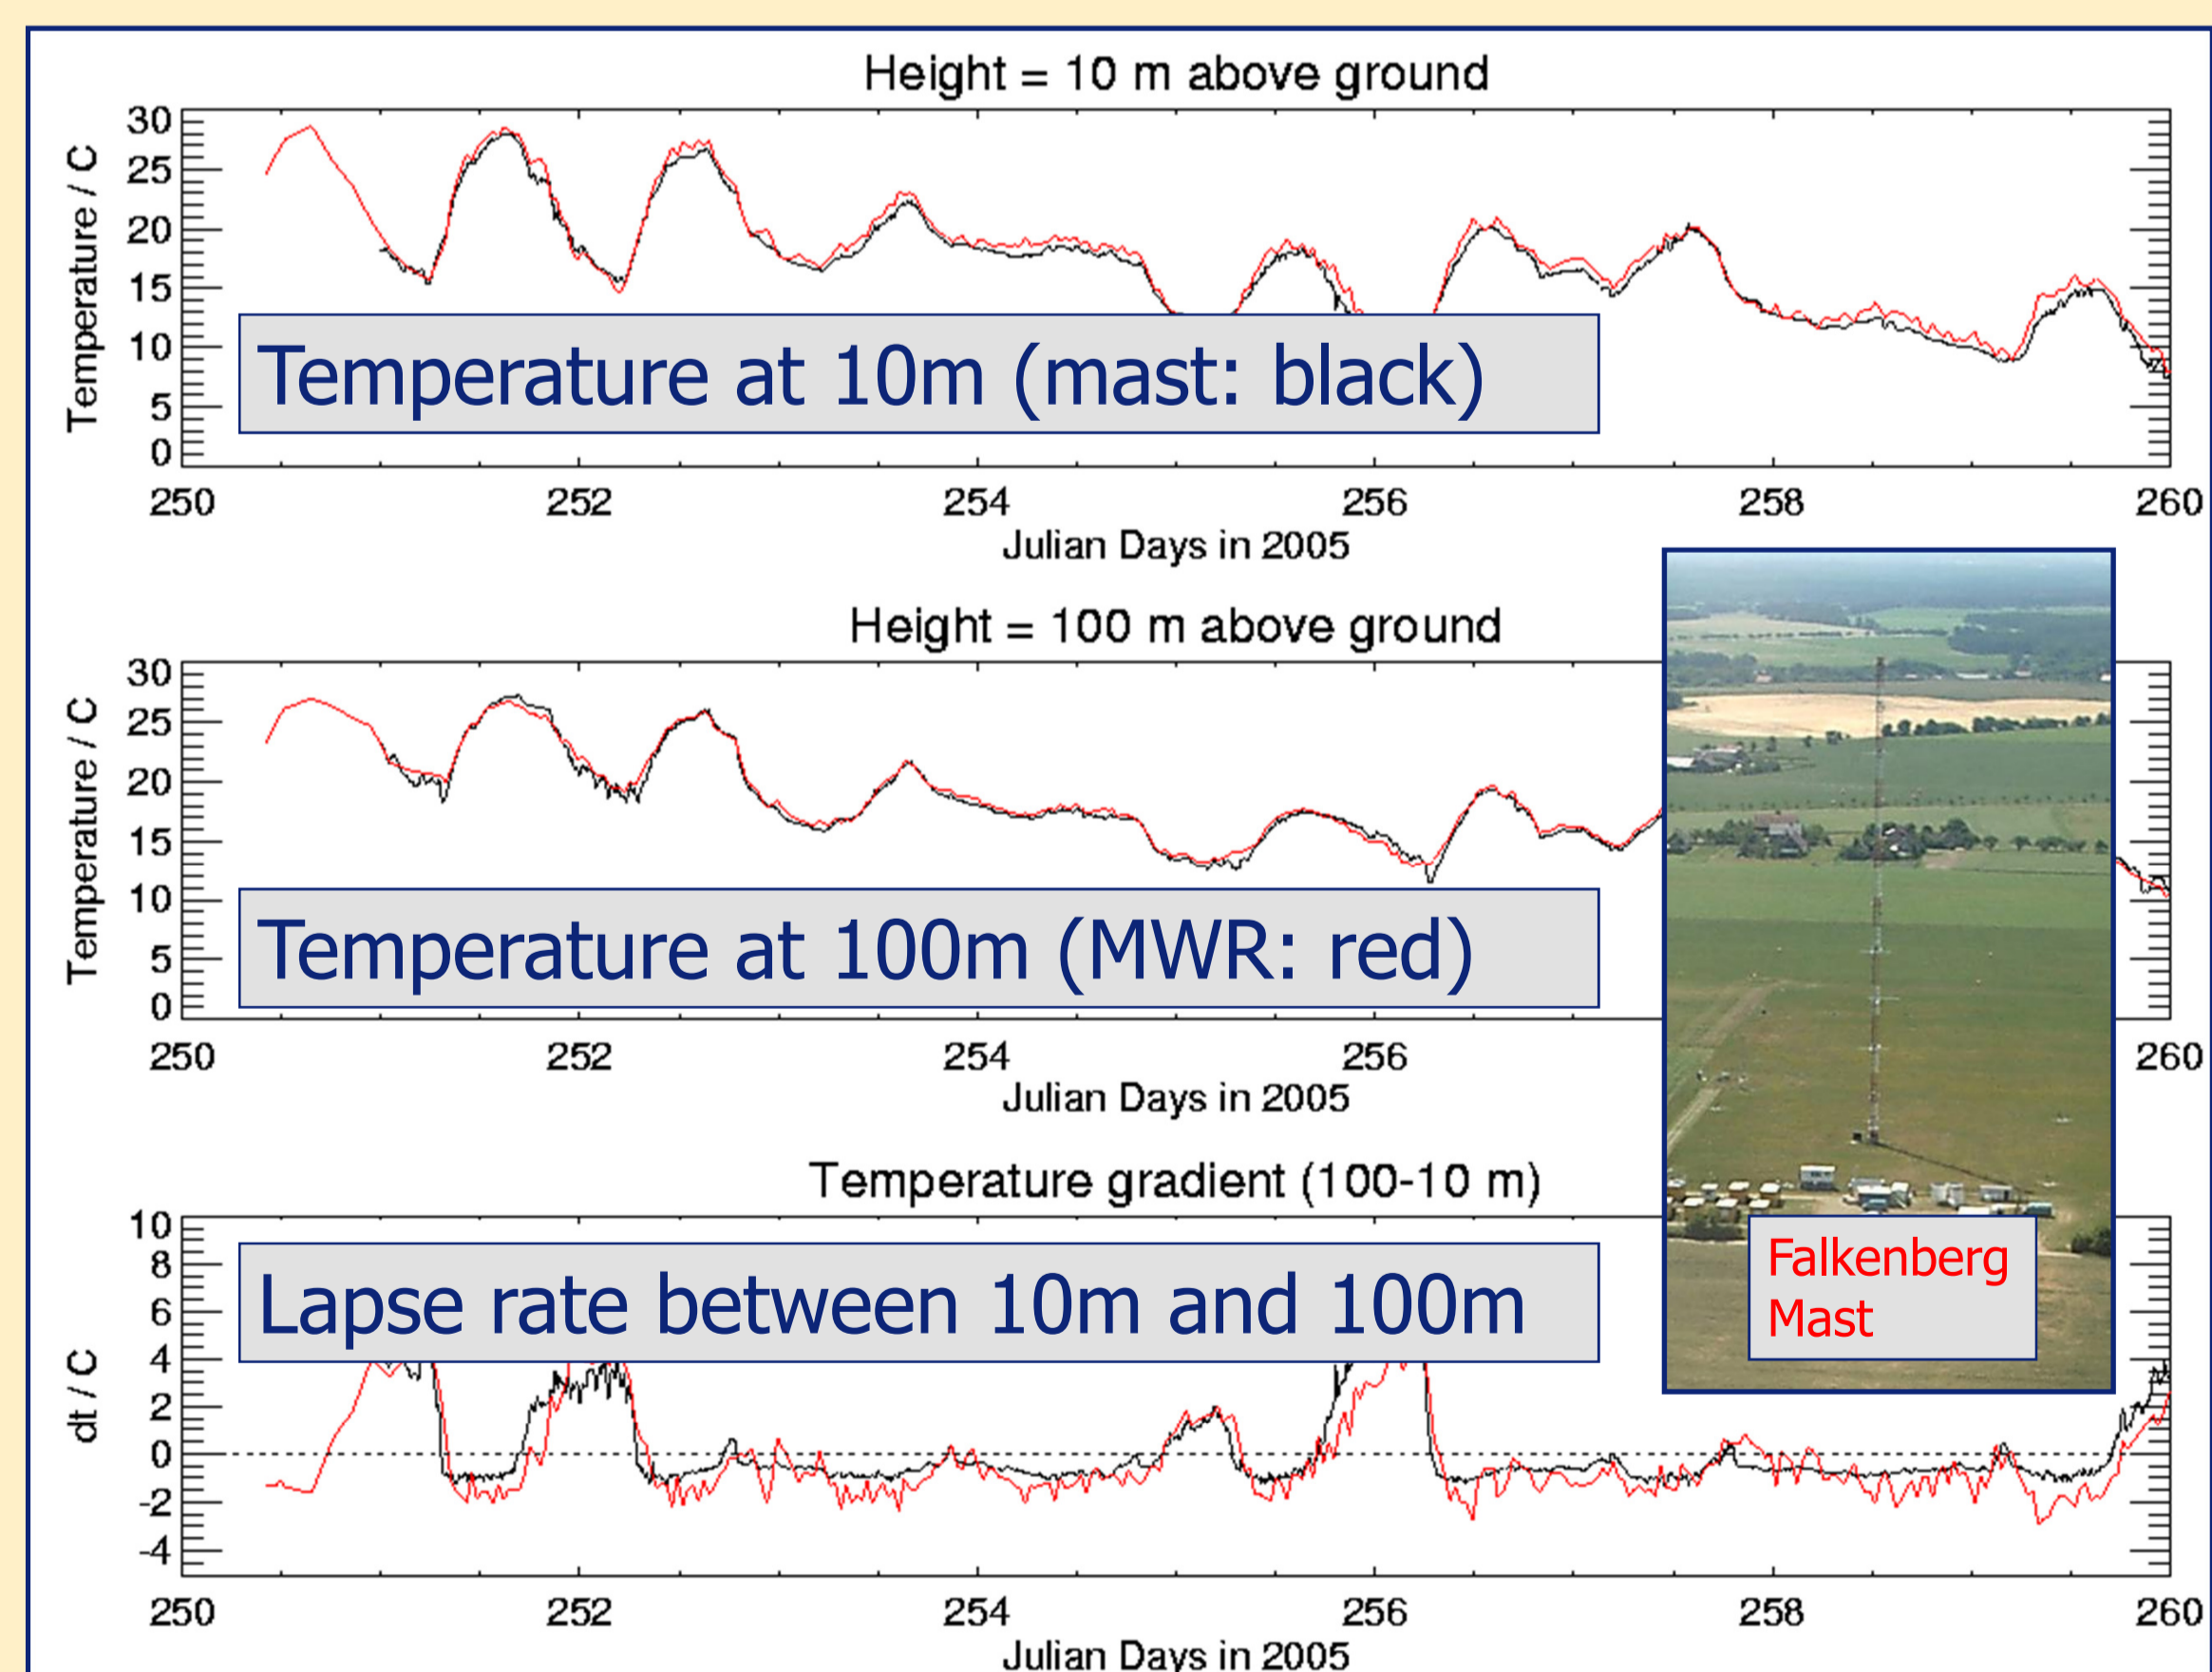 Height = 10 m above ground
Temperature / C
30
25
20
15
10
5
0
Temperature at 10m (mast: black)
250 252 254 256 258 260
Julian Days in 2005
Height = 100 m above ground
Temperature / C
30
25
20
15
10
5
0
Temperature at 100m (MWR: red)
250 252 254 256 260
Julian Days in 2005
Temperature gradient (100-10 m)
dt / C
10
8
6
4
2
0
-2
-4
Lapse rate between 10m and 100m
Falkenberg
Mast
250 252 254 256 258 260
Julian Days in 2005